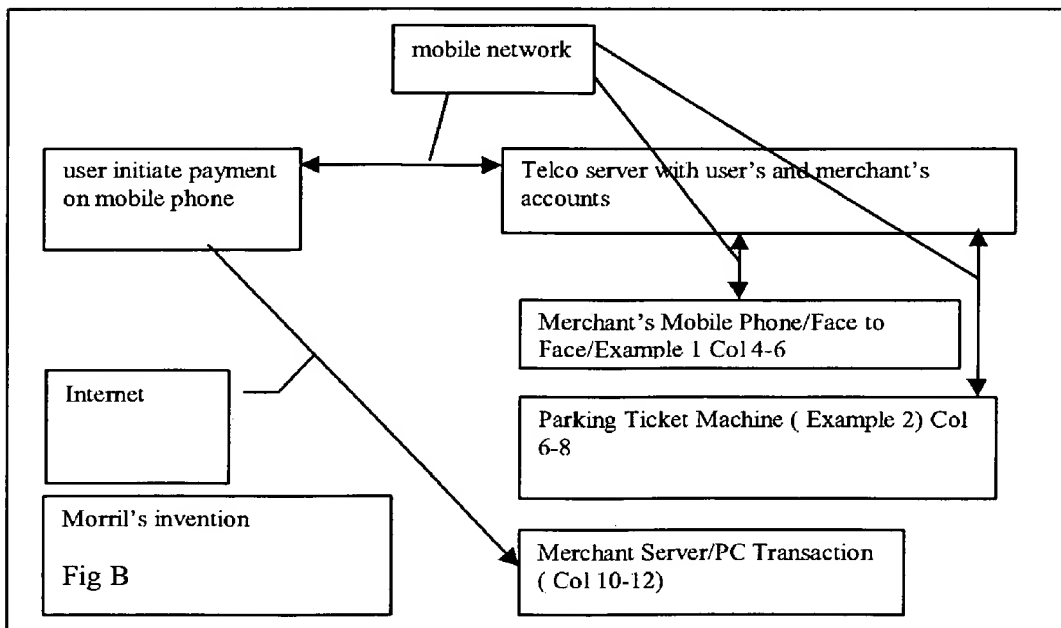 mobile network
user initiate payment
on mobile phone
Telco server with user's and merchant's
accounts
Merchant's Mobile Phone/Face to
Face/Example 1 Col 4-6
Internet
Parking Ticket Machine ( Example 2) Col
6-8
Morril's invention
Fig B
Merchant Server/PC Transaction
( Col 10-12)